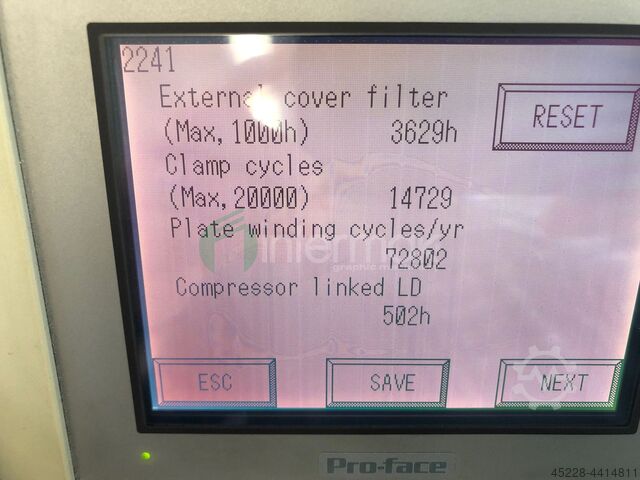 2241
External cover filter
(Max,1000h) 3629h
RESET
Clamp cycles
(Max,20000) 14729
Plate winding cycles/yr
72802
Compressor linked LD
502h
ESC SAVE NEXT
Pro-face
45228-4414811